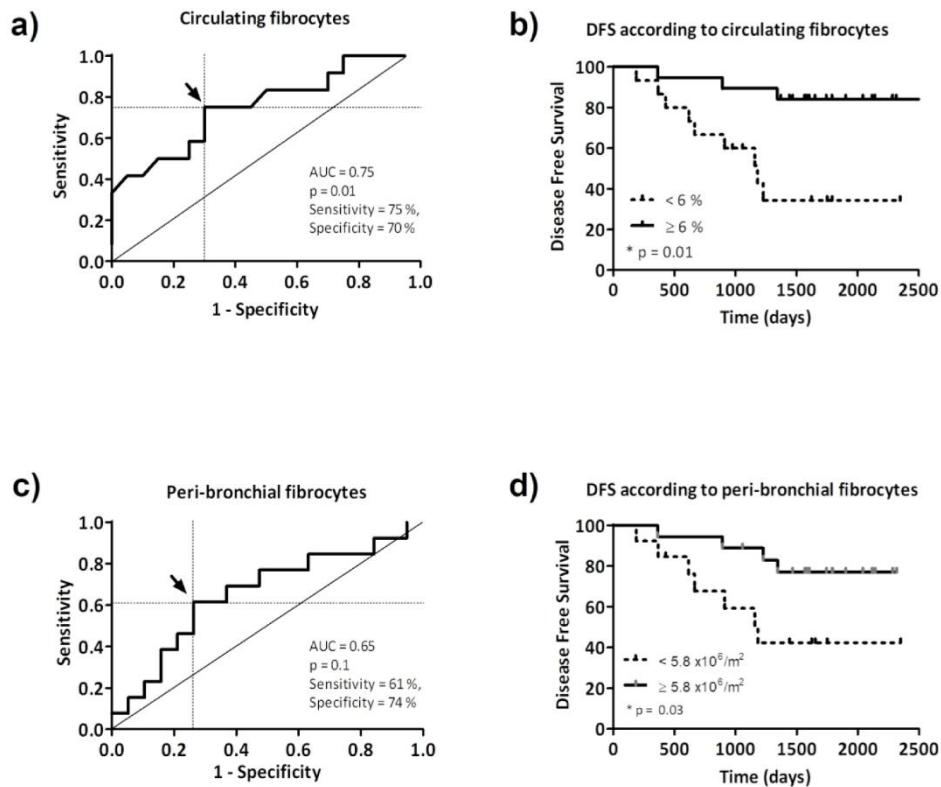 a)
Circulating fibrocytes
1.0
0.8
0.6
0.4
0.2
0.0
Sensitivity
AUC = 0.75
p = 0.01
Sensitivity = 75 %,
Specificity = 70 %
0.0 0.2 0.4 0.6 0.8 1.0
1 - Specificity
b)
DFS according to circulating fibrocytes
100
80
60
40
20
0
Disease Free Survival
< 6 %
≥ 6 %
* p = 0.01
0 500 1000 1500 2000 2500
Time (days)
c)
Peri-bronchial fibrocytes
1.0
0.8
0.6
0.4
0.2
0.0
Sensitivity
AUC = 0.65
p = 0.1
Sensitivity = 61 %,
Specificity = 74 %
0.0 0.2 0.4 0.6 0.8 1.0
1 - Specificity
d)
DFS according to peri-bronchial fibrocytes
100
80
60
40
20
0
Disease Free Survival
< 5.8 x10⁶/m²
≥ 5.8 x10⁶/m²
* p = 0.03
0 500 1000 1500 2000 2500
Time (days)